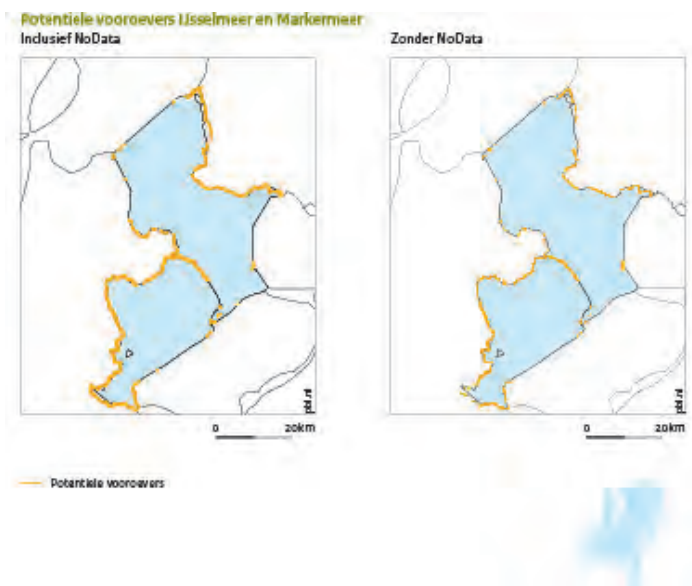 Potentiele vooroevers IJsselmeer en Markermeer
Inclusief NoData
Zonder NoData
pbl.nl
pbl.nl
0 20km
0 20km
Potentiele vooroevers